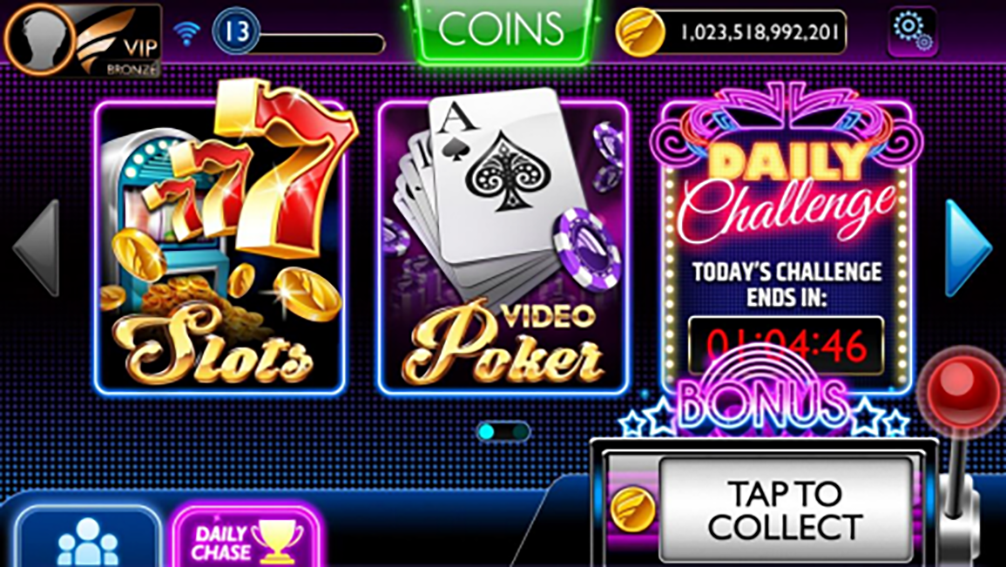 VIP
BRONZE
13
COINS
1,023,518,992,201
777
A
Slots
VIDEO
Poker
DAILY
Challenge
TODAY'S CHALLENGE
ENDS IN:
01:04:46
BONUS
TAP TO
COLLECT
DAILY
CHASE